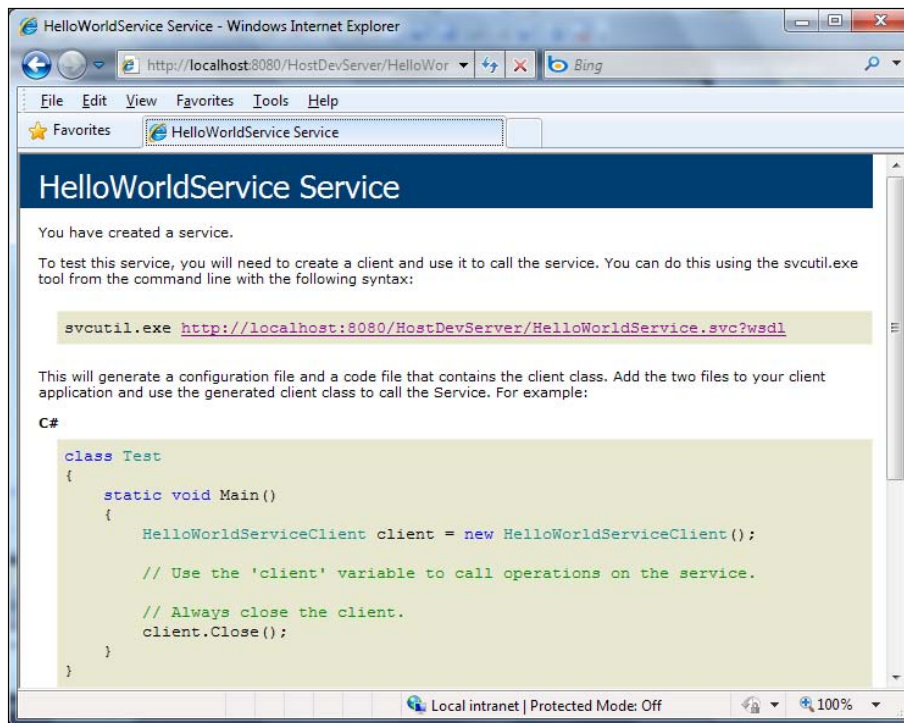 HelloWorldService Service - Windows Internet Explorer
http://localhost:8080/HostDevServer/HelloWor
Bing
File Edit View Favorites Tools Help
Favorites
HelloWorldService Service
HelloWorldService Service
You have created a service.
To test this service, you will need to create a client and use it to call the service. You can do this using the svcutil.exe
tool from the command line with the following syntax:
svcutil.exe http://localhost:8080/HostDevServer/HelloWorldService.svc?wsdl
This will generate a configuration file and a code file that contains the client class. Add the two files to your client
application and use the generated client class to call the Service. For example:
C#
class Test
{
    static void Main()
    {
        HelloWorldServiceClient client = new HelloWorldServiceClient();
        // Use the 'client' variable to call operations on the service.
        // Always close the client.
        client.Close();
    }
}
Local intranet | Protected Mode: Off
100%